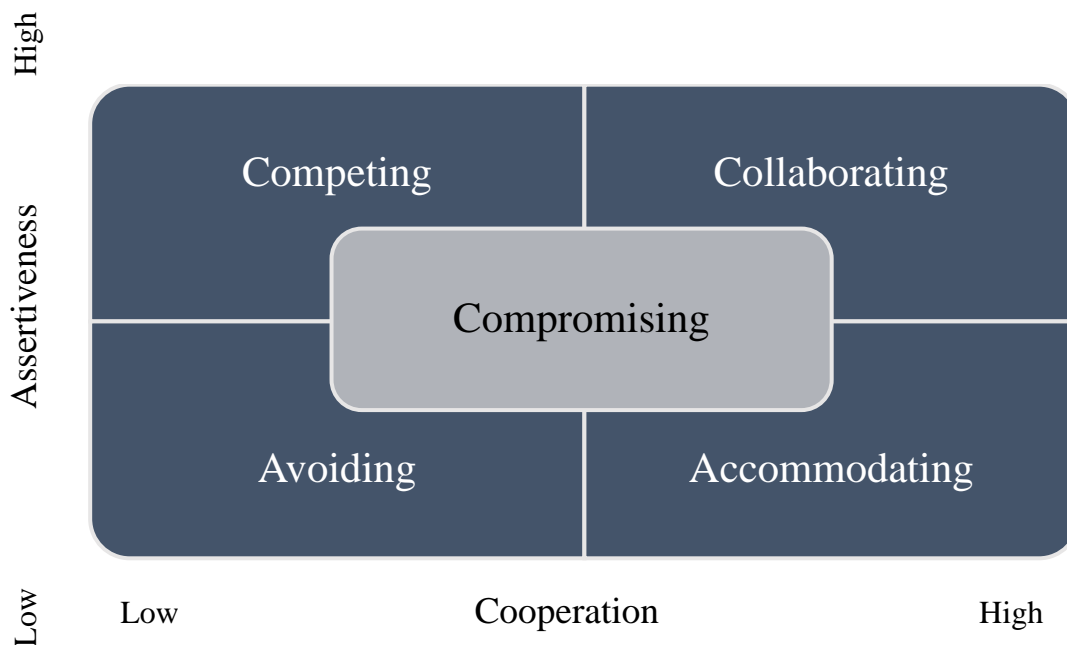 High
Competing
Collaborating
Assertiveness
Compromising
Avoiding
Accommodating
Low
Low
Cooperation
High